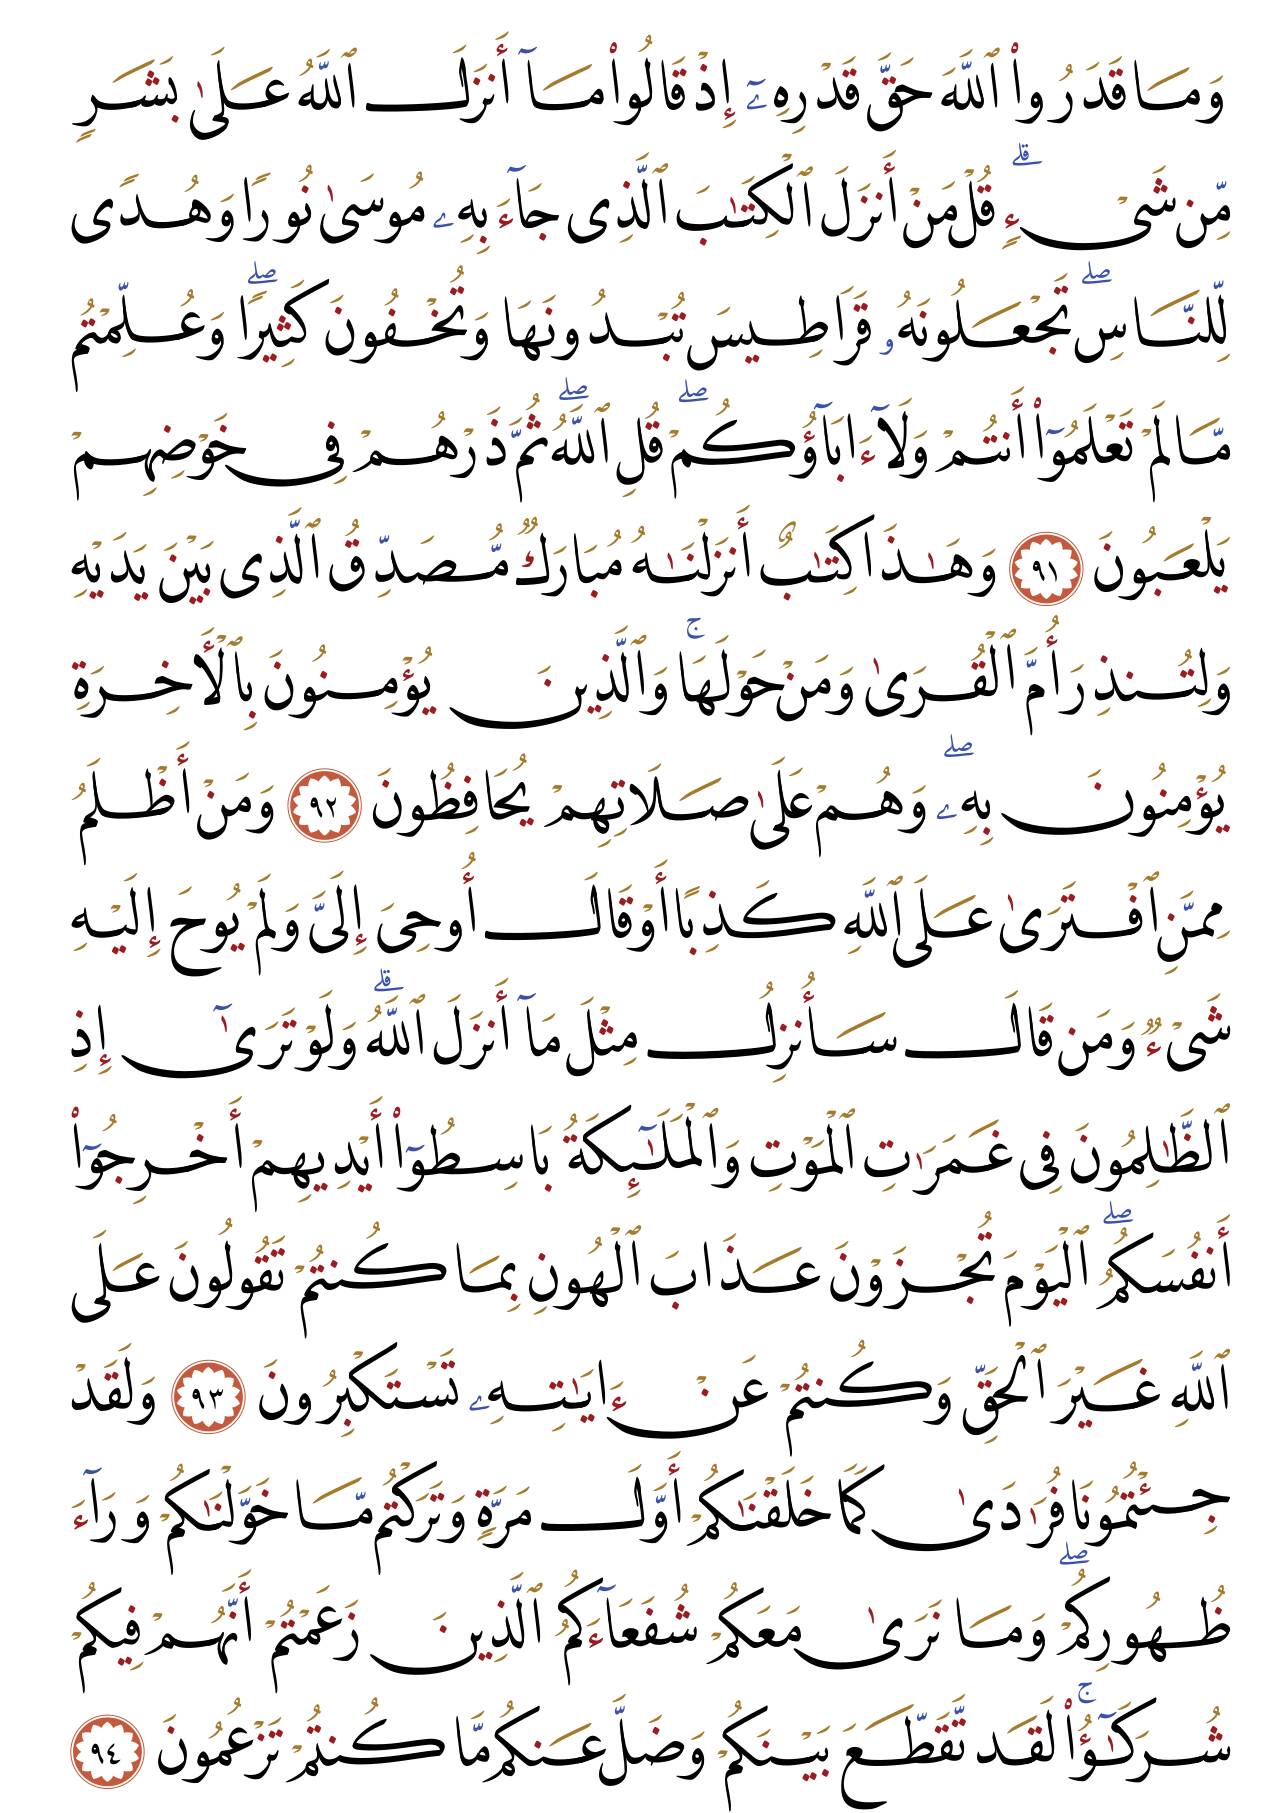 وَمَا قَدَرُوا۟ ٱللَّهَ حَقَّ قَدْرِهِۦٓ إِذْ قَالُوا۟ مَآ أَنزَلَ ٱللَّهُ عَلَىٰ بَشَرٍ
مِّن شَىْءٍ ۗ قُلْ مَنْ أَنزَلَ ٱلْكِتَـٰبَ ٱلَّذِى جَآءَ بِهِۦ مُوسَىٰ نُورًا وَهُدًى
لِّلنَّاسِ ۖ تَجْعَلُونَهُۥ قَرَاطِيسَ تُبْدُونَهَا وَتُخْفُونَ كَثِيرًا ۖ وَعُلِّمْتُم
مَّا لَمْ تَعْلَمُوٓا۟ أَنتُمْ وَلَآ ءَابَآؤُكُمْ ۖ قُلِ ٱللَّهُ ۖ ثُمَّ ذَرْهُمْ فِى خَوْضِهِمْ
يَلْعَبُونَ ٩١ وَهَـٰذَا كِتَـٰبٌ أَنزَلْنَـٰهُ مُبَارَكٌ مُّصَدِّقُ ٱلَّذِى بَيْنَ يَدَيْهِ
وَلِتُنذِرَ أُمَّ ٱلْقُرَىٰ وَمَنْ حَوْلَهَا ۚ وَٱلَّذِينَ يُؤْمِنُونَ بِٱلْأَخِرَةِ
يُؤْمِنُونَ بِهِۦ ۖ وَهُمْ عَلَىٰ صَلَاتِهِمْ يُحَافِظُونَ ٩٢ وَمَنْ أَظْلَمُ
مِمَّنِ ٱفْتَرَىٰ عَلَى ٱللَّهِ كَذِبًا أَوْ قَالَ أُوحِىَ إِلَىَّ وَلَمْ يُوحَ إِلَيْهِ
شَىْءٌ وَمَن قَالَ سَأُنزِلُ مِثْلَ مَآ أَنزَلَ ٱللَّهُ ۗ وَلَوْ تَرَىٰٓ إِذِ
ٱلظَّـٰلِمُونَ فِى غَمَرَٰتِ ٱلْمَوْتِ وَٱلْمَلَـٰٓئِكَةُ بَاسِطُوٓا۟ أَيْدِيهِمْ أَخْرِجُوٓا۟
أَنفُسَكُمُ ۖ ٱلْيَوْمَ تُجْزَوْنَ عَذَابَ ٱلْهُونِ بِمَا كُنتُمْ تَقُولُونَ عَلَى
ٱللَّهِ غَيْرَ ٱلْحَقِّ وَكُنتُمْ عَنْ ءَايَـٰتِهِۦ تَسْتَكْبِرُونَ ٩٣ وَلَقَدْ
جِئْتُمُونَا فُرَٰدَىٰ كَمَا خَلَقْنَـٰكُمْ أَوَّلَ مَرَّةٍ وَتَرَكْتُم مَّا خَوَّلْنَـٰكُمْ وَرَآءَ
ظُهُورِكُمْ ۖ وَمَا نَرَىٰ مَعَكُمْ شُفَعَآءَكُمُ ٱلَّذِينَ زَعَمْتُمْ أَنَّهُمْ فِيكُمْ
شُرَكَـٰٓؤُا۟ ۚ لَقَد تَّقَطَّعَ بَيْنَكُمْ وَضَلَّ عَنكُم مَّا كُنتُمْ تَزْعُمُونَ ٩٤